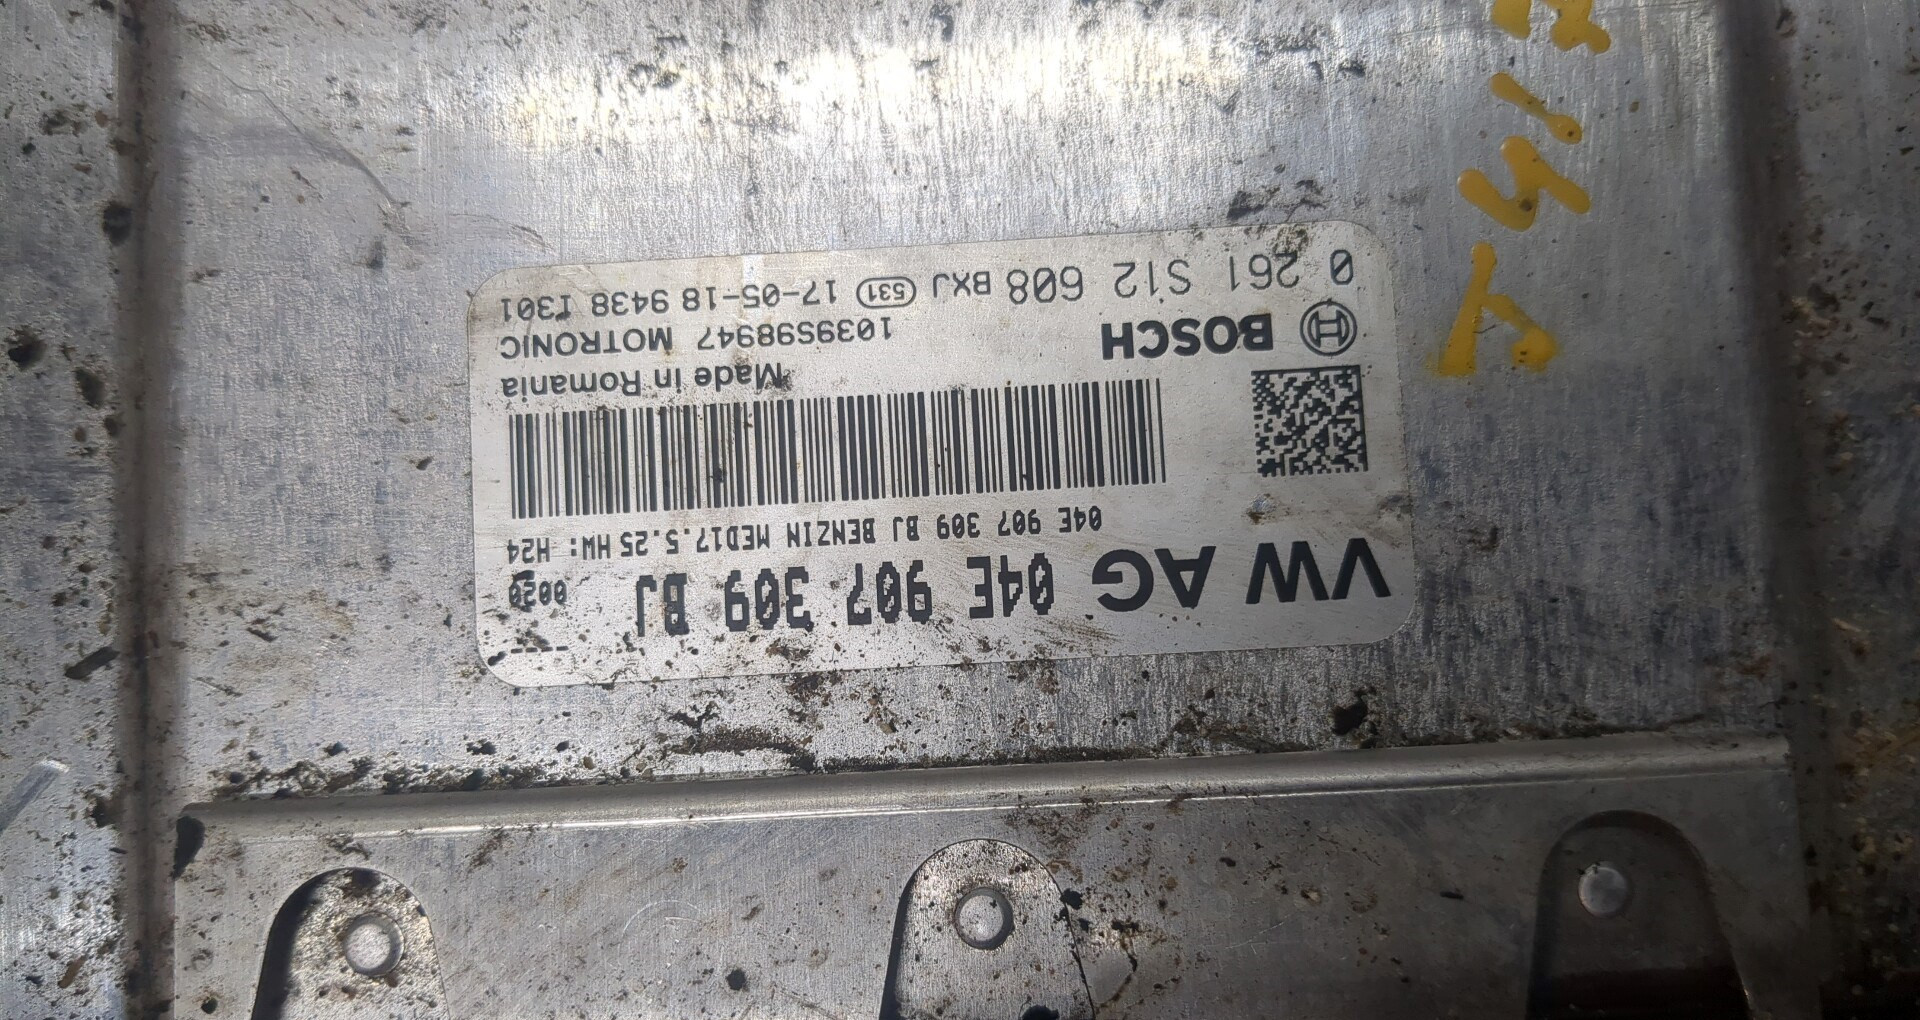 VW AG 04E 907 309 BJ 0020
04E 907 309 BJ BENZIN MED17.5.25 HW: H24
Made in Romania
BOSCH 1039S98947 MOTRONIC
0 261 S12 608 BXJ 531 17-05-18 9438 T301